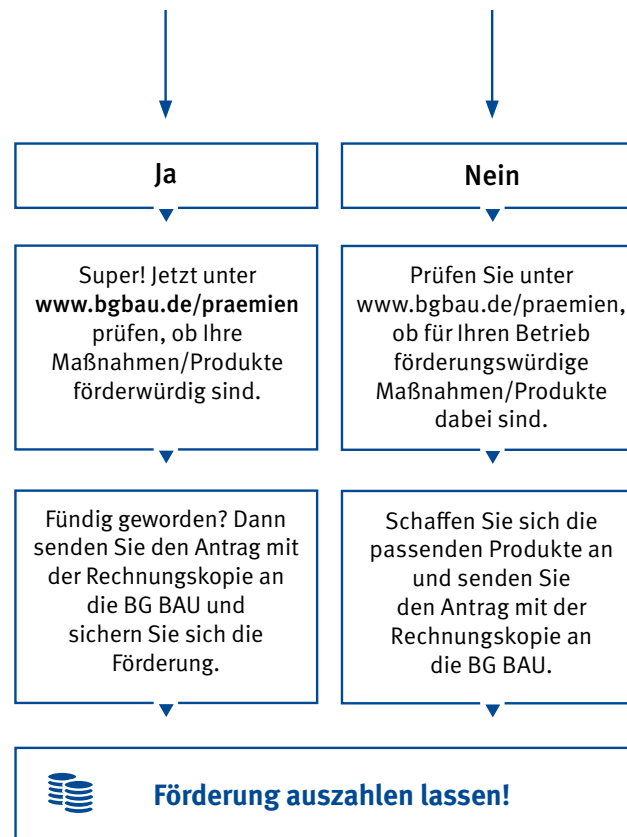 Ja
Super! Jetzt unter
www.bgbau.de/praemien
prüfen, ob Ihre
Maßnahmen/Produkte
förderwürdig sind.
Fündig geworden? Dann
senden Sie den Antrag mit
der Rechnungskopie an
die BG BAU und
sichern Sie sich die
Förderung.
Nein
Prüfen Sie unter
www.bgbau.de/praemien,
ob für Ihren Betrieb
förderungswürdige
Maßnahmen/Produkte
dabei sind.
Schaffen Sie sich die
passenden Produkte an
und senden Sie
den Antrag mit der
Rechnungskopie an
die BG BAU.
Förderung auszahlen lassen!